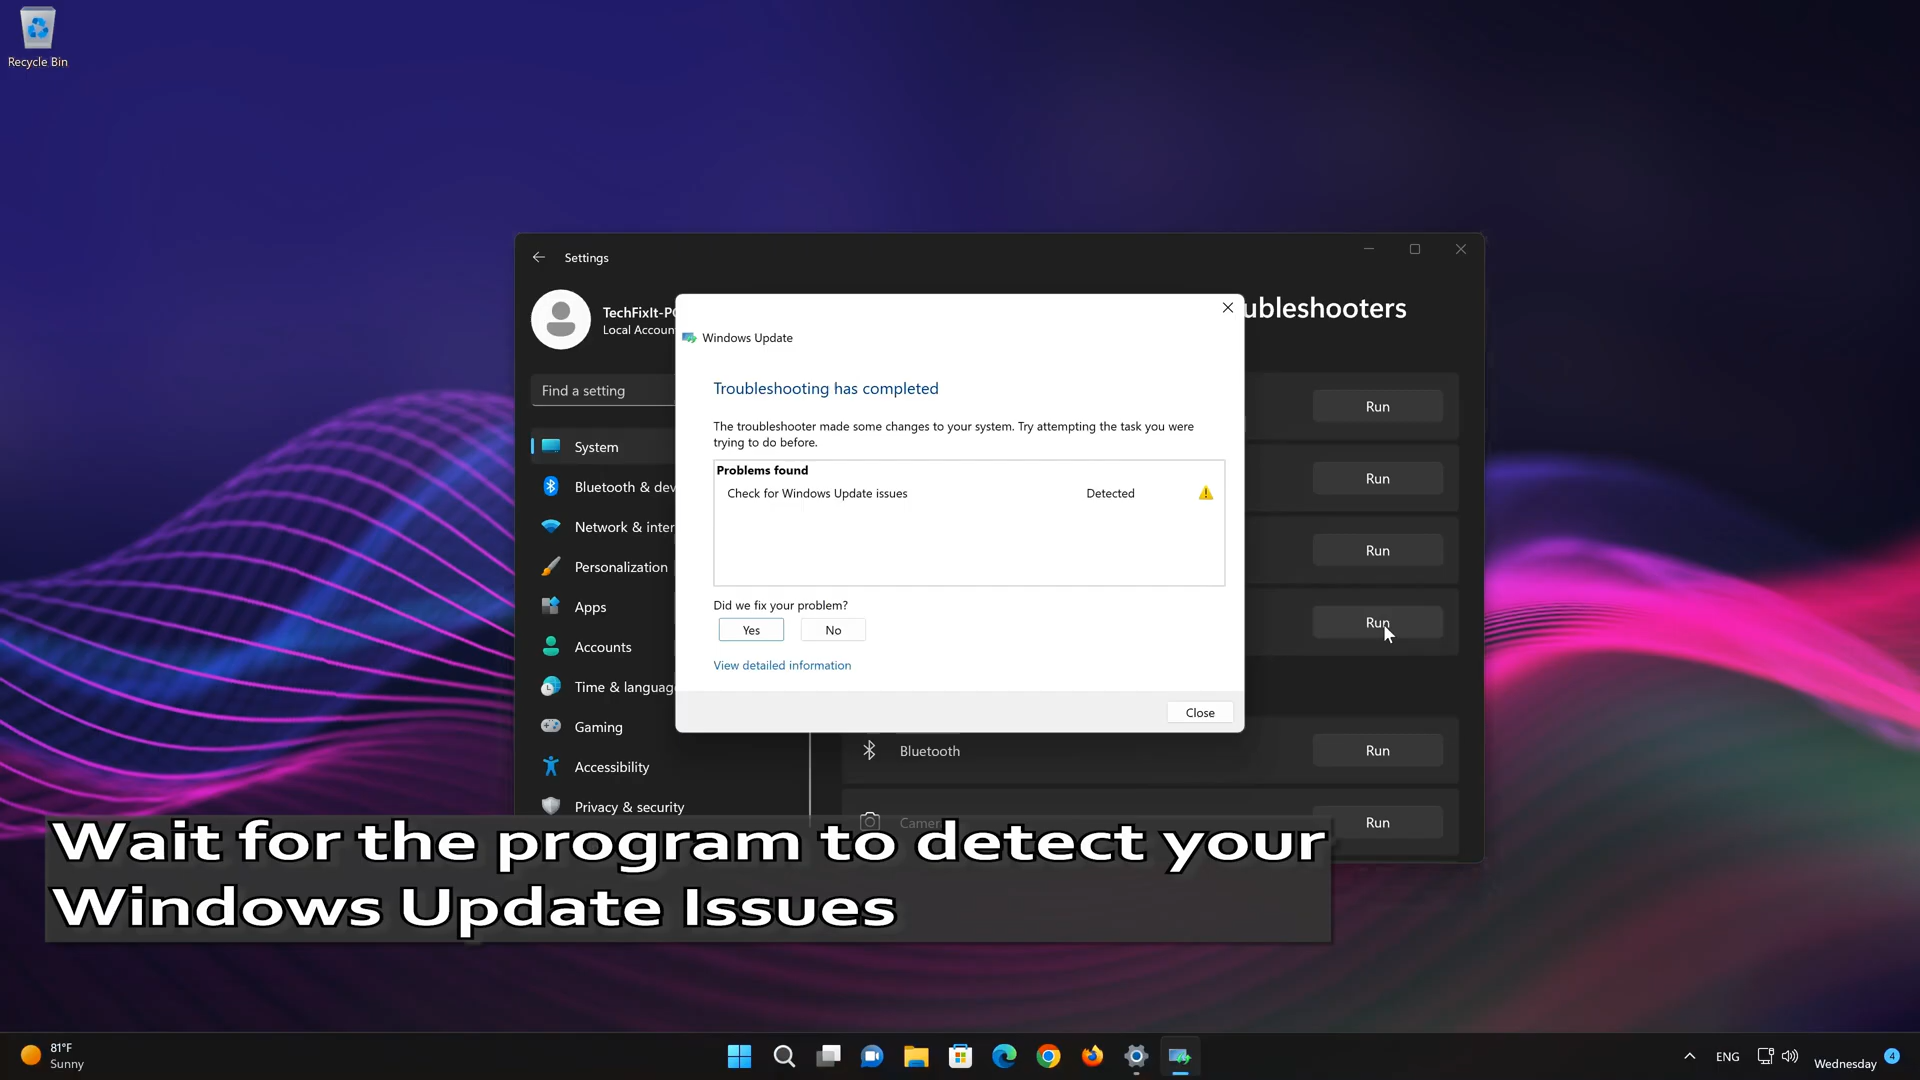 Recycle Bin
Settings
TechFixIt-P
Local Accoun
ubleshooters
Find a setting
System
Bluetooth & dev
Network & inter
Personalization
Apps
Accounts
Time & languag
Gaming
Accessibility
Privacy & security
Windows Update
Troubleshooting has completed
The troubleshooter made some changes to your system. Try attempting the task you were
trying to do before.
Problems found
Check for Windows Update issues Detected
Did we fix your problem?
Yes No
View detailed information
Close
Run
Run
Run
Run
Bluetooth Run
Camera Run
Wait for the program to detect your
Windows Update Issues
81°F
Sunny
ENG
Wednesday 4